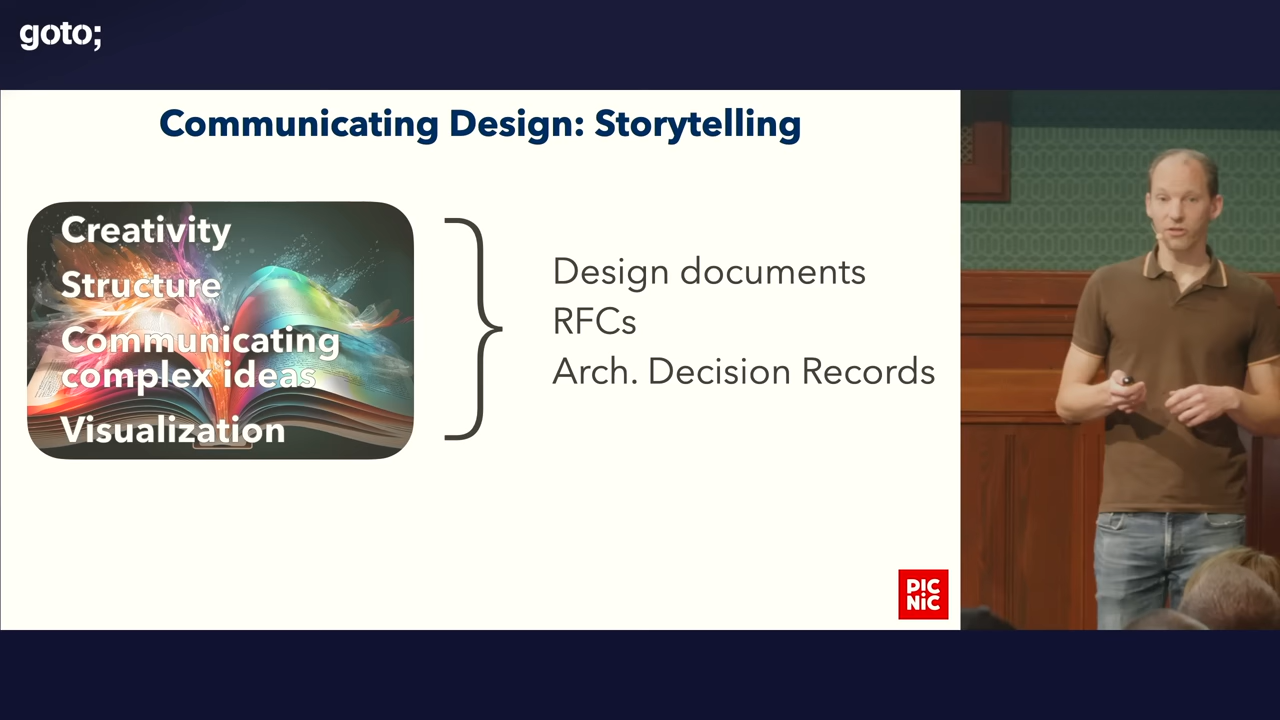 goto;
Communicating Design: Storytelling
Creativity
Structure
Communicating
complex ideas
Visualization
Design documents
RFCs
Arch. Decision Records
PIC
NiC